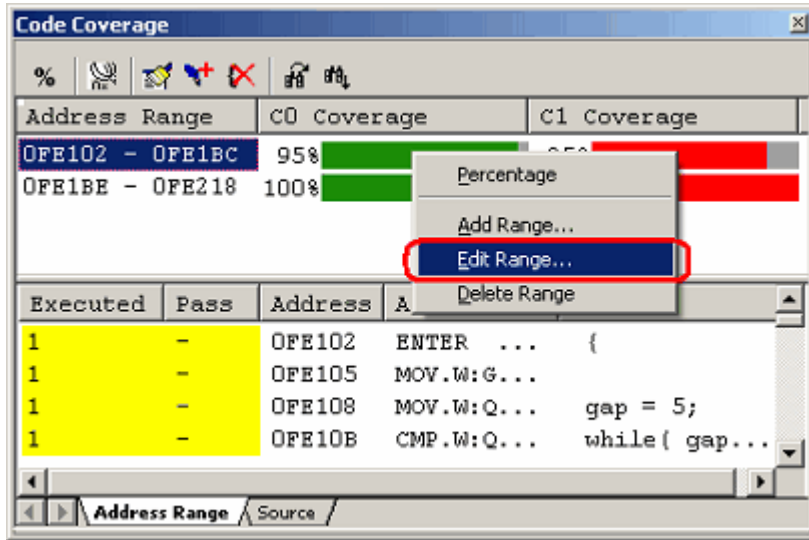 Code Coverage
%
Address Range C0 Coverage C1 Coverage
0FE102 - 0FE1BC 95%
0FE1BE - 0FE218 100%
Percentage
Add Range...
Edit Range...
Delete Range
Executed Pass Address A
1 - 0FE102 ENTER ... {
1 - 0FE105 MOV.W:G...
1 - 0FE108 MOV.W:Q... gap = 5;
1 - 0FE10B CMP.W:Q... while( gap...
Address Range Source